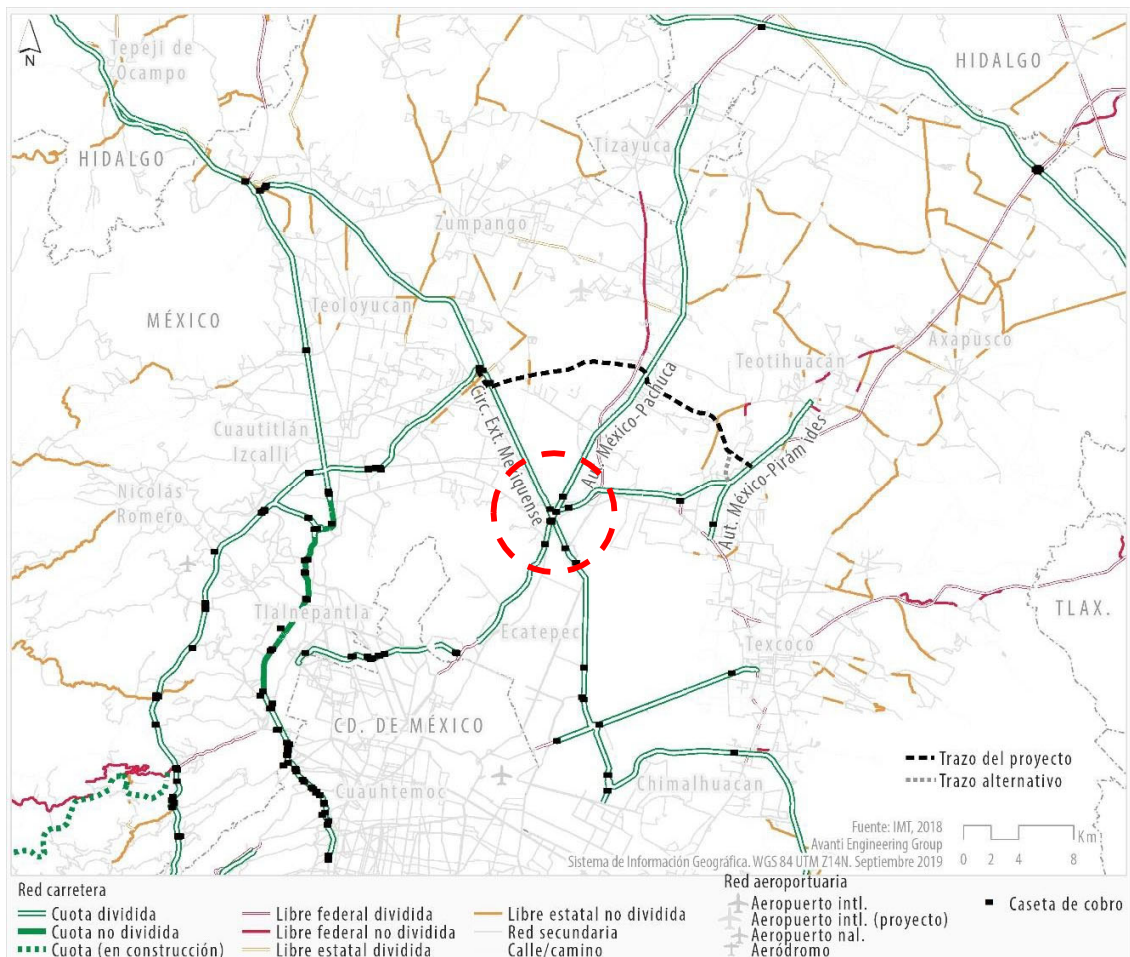 N
Tepeji de
Ocampo
HIDALGO
HIDALGO
Tizayuca
Zumpango
MÉXICO
Teoloyucan
Teotihuacán
Axapusco
Circ. Ext. Mexiquense
Aut. México-Pachuca
Aut. México-Pirám ides
Cuautitlán
Izcalli
Nicolás
Romero
Tlalnepantla
Ecatepec
Texcoco
TLAX.
CD. DE MÉXICO
Cuauhtemoc
Chimalhuacan
Trazo del proyecto
Trazo alternativo
Fuente: IMT, 2018
Avanti Engineering Group
Sistema de Información Geográfica. WGS 84 UTM Z14N. Septiembre 2019
Km
0 2 4 8
Red carretera
Cuota dividida
Cuota no dividida
Cuota (en construcción)
Libre federal dividida
Libre federal no dividida
Libre estatal dividida
Libre estatal no dividida
Red secundaria
Calle/camino
Red aeroportuaria
Aeropuerto intl.
Aeropuerto intl. (proyecto)
Aeropuerto nal.
Aeródromo
Caseta de cobro